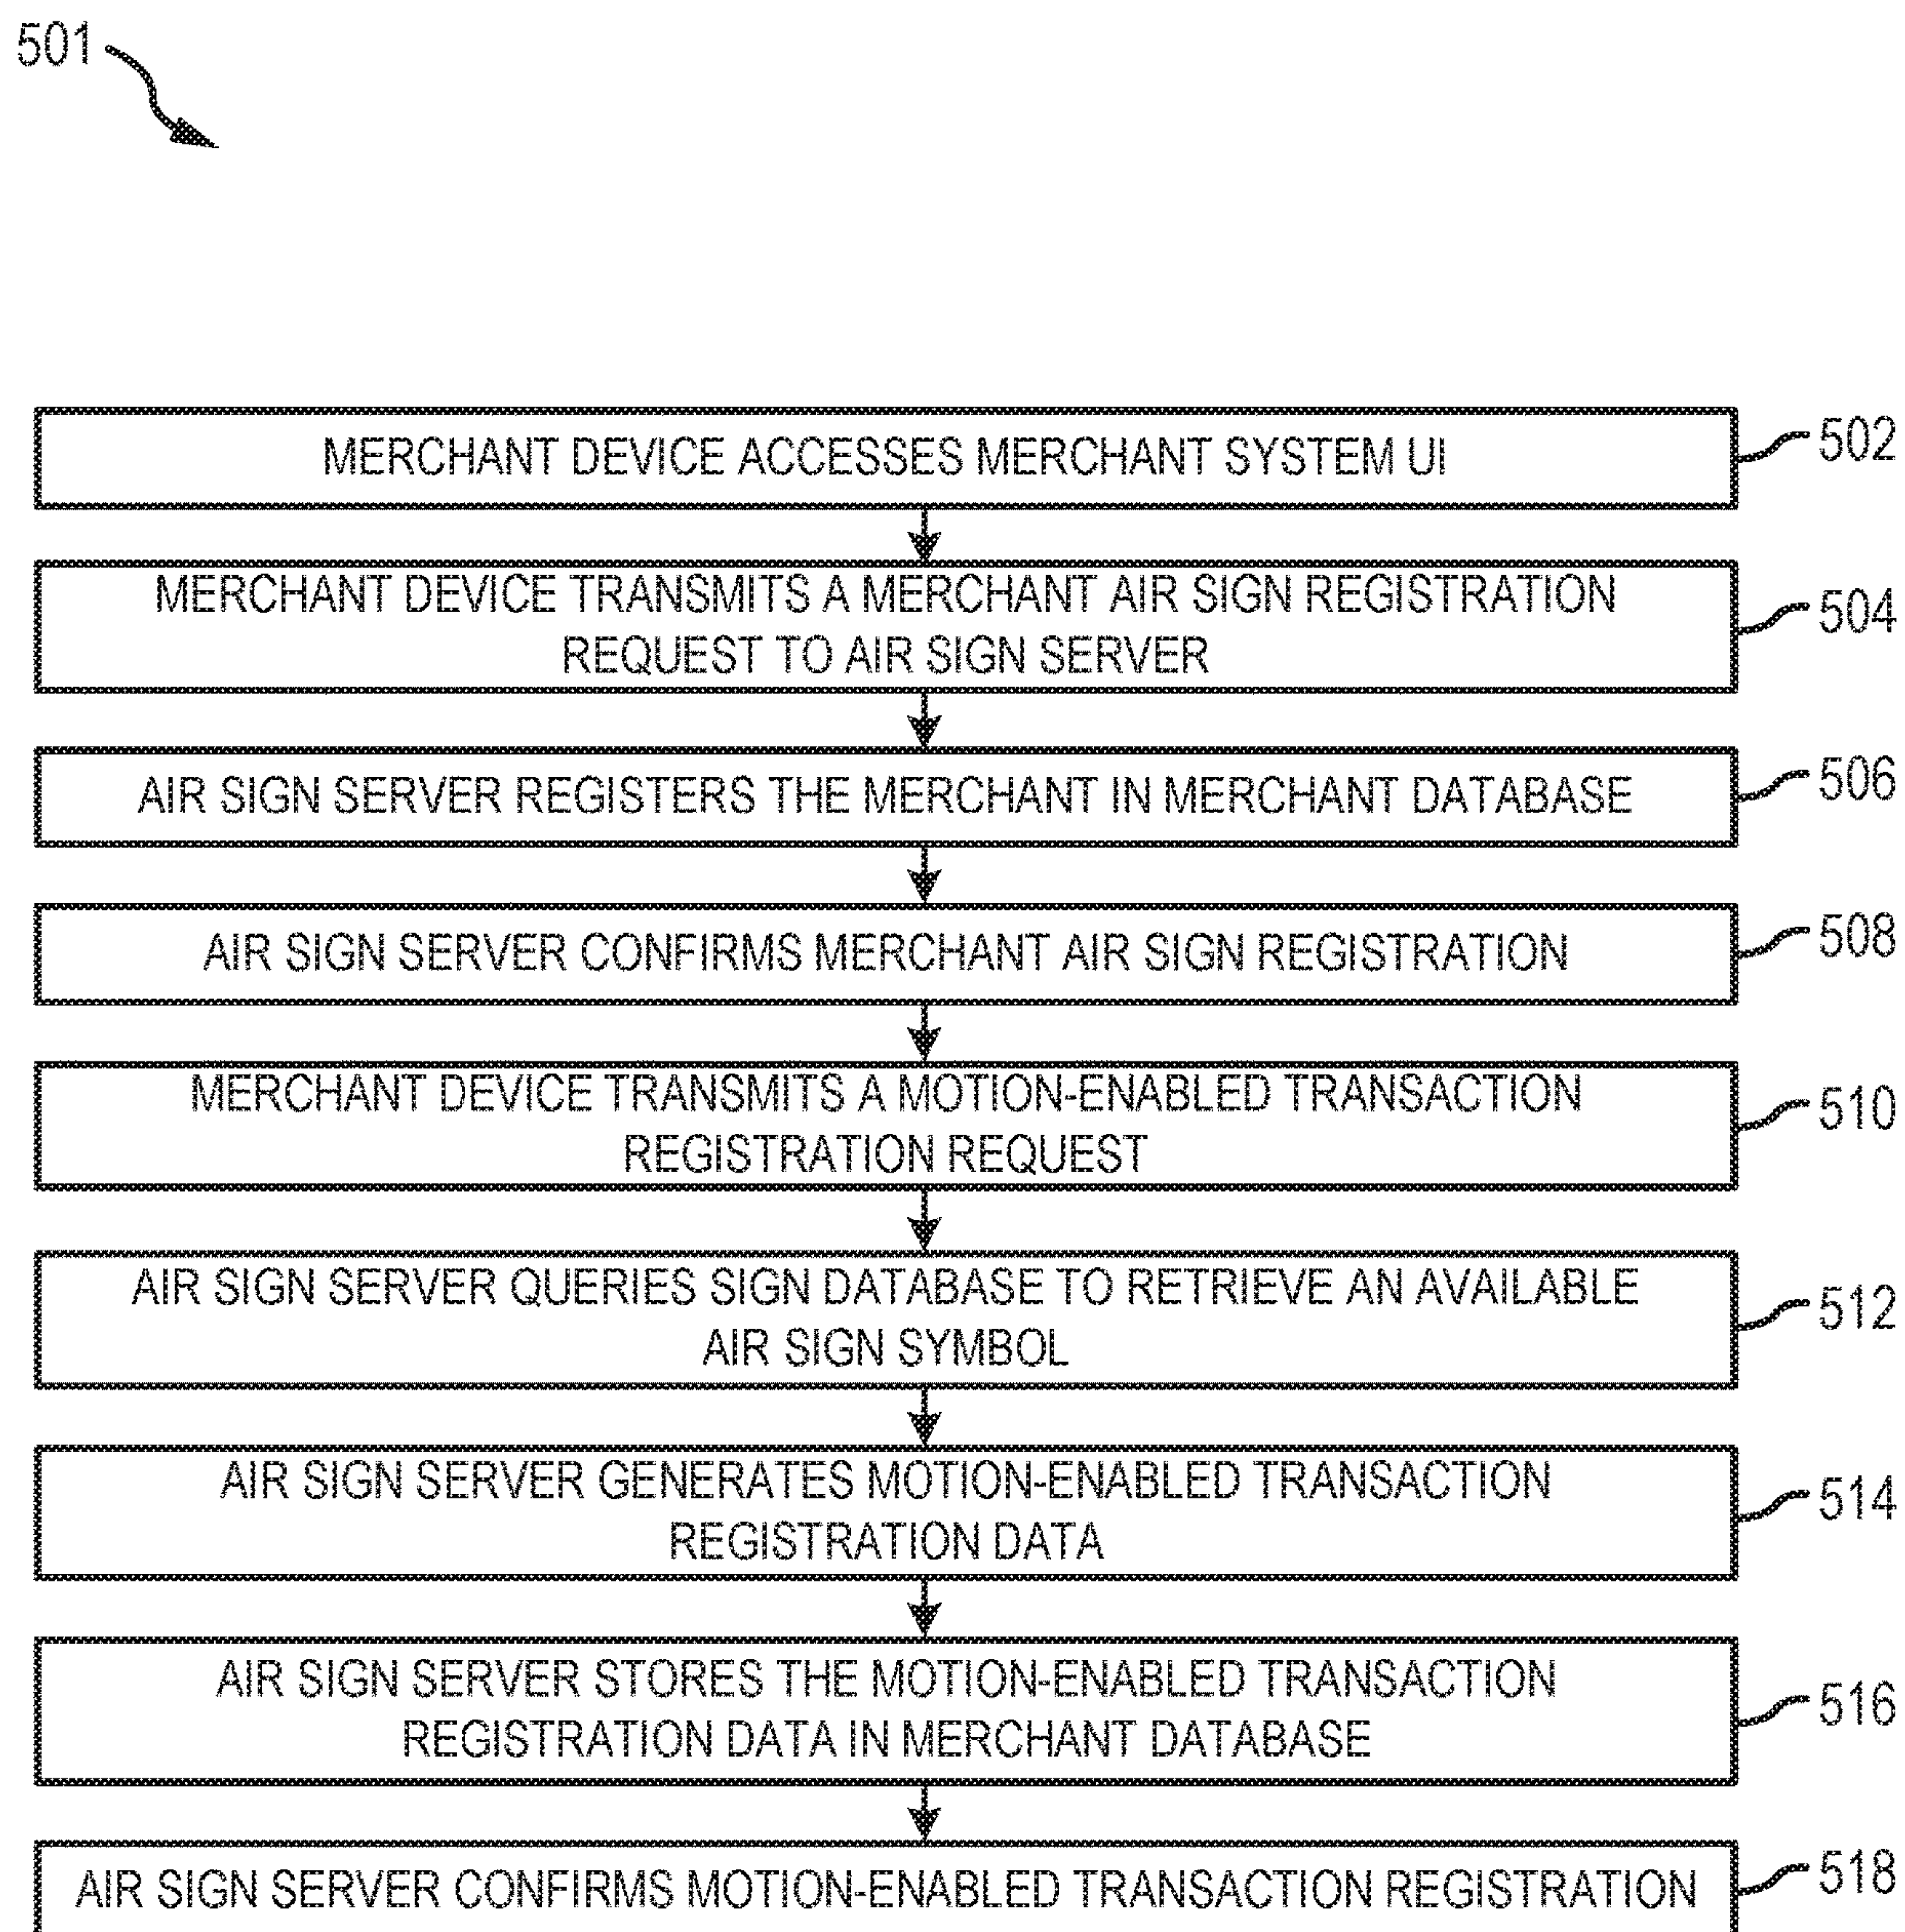 501
MERCHANT DEVICE ACCESSES MERCHANT SYSTEM UI
502
MERCHANT DEVICE TRANSMITS A MERCHANT AIR SIGN REGISTRATION
REQUEST TO AIR SIGN SERVER
504
AIR SIGN SERVER REGISTERS THE MERCHANT IN MERCHANT DATABASE
506
AIR SIGN SERVER CONFIRMS MERCHANT AIR SIGN REGISTRATION
508
MERCHANT DEVICE TRANSMITS A MOTION-ENABLED TRANSACTION
REGISTRATION REQUEST
510
AIR SIGN SERVER QUERIES SIGN DATABASE TO RETRIEVE AN AVAILABLE
AIR SIGN SYMBOL
512
AIR SIGN SERVER GENERATES MOTION-ENABLED TRANSACTION
REGISTRATION DATA
514
AIR SIGN SERVER STORES THE MOTION-ENABLED TRANSACTION
REGISTRATION DATA IN MERCHANT DATABASE
516
AIR SIGN SERVER CONFIRMS MOTION-ENABLED TRANSACTION REGISTRATION
518